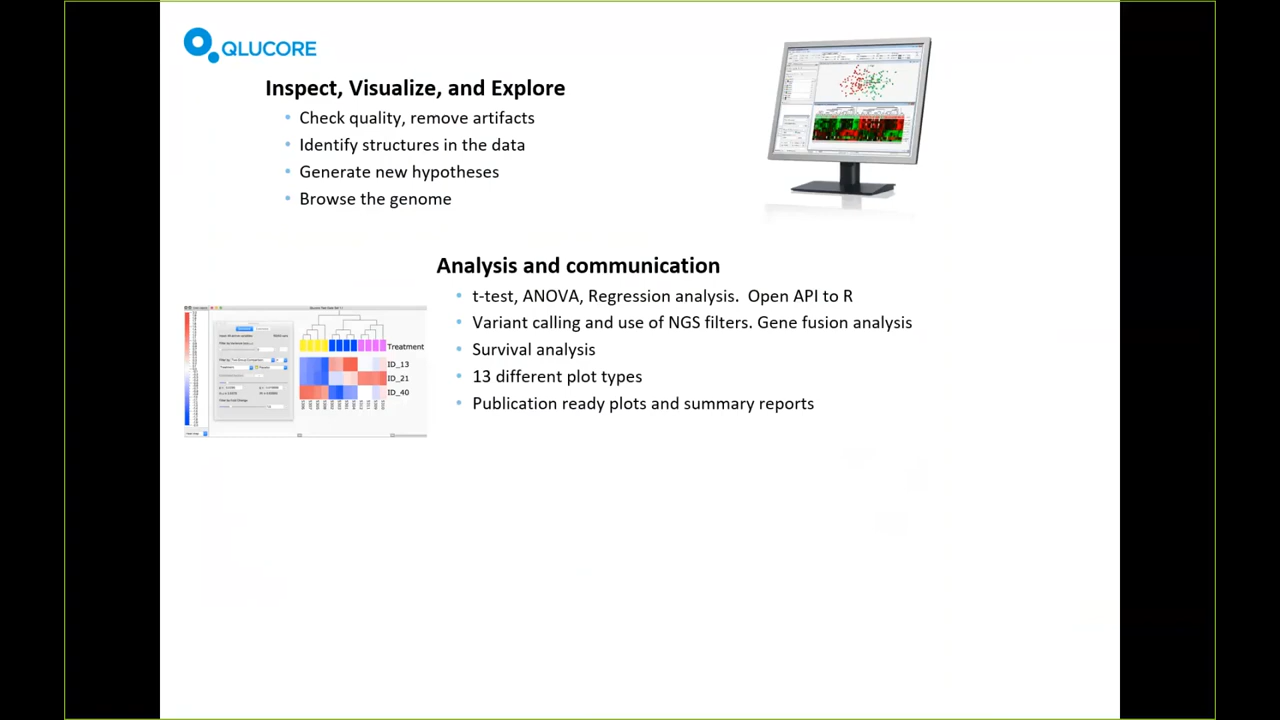 QLUCORE
Inspect, Visualize, and Explore
• Check quality, remove artifacts
• Identify structures in the data
• Generate new hypotheses
• Browse the genome
Analysis and communication
• t-test, ANOVA, Regression analysis.  Open API to R
• Variant calling and use of NGS filters. Gene fusion analysis
• Survival analysis
• 13 different plot types
• Publication ready plots and summary reports
Treatment
ID_13
ID_21
ID_40